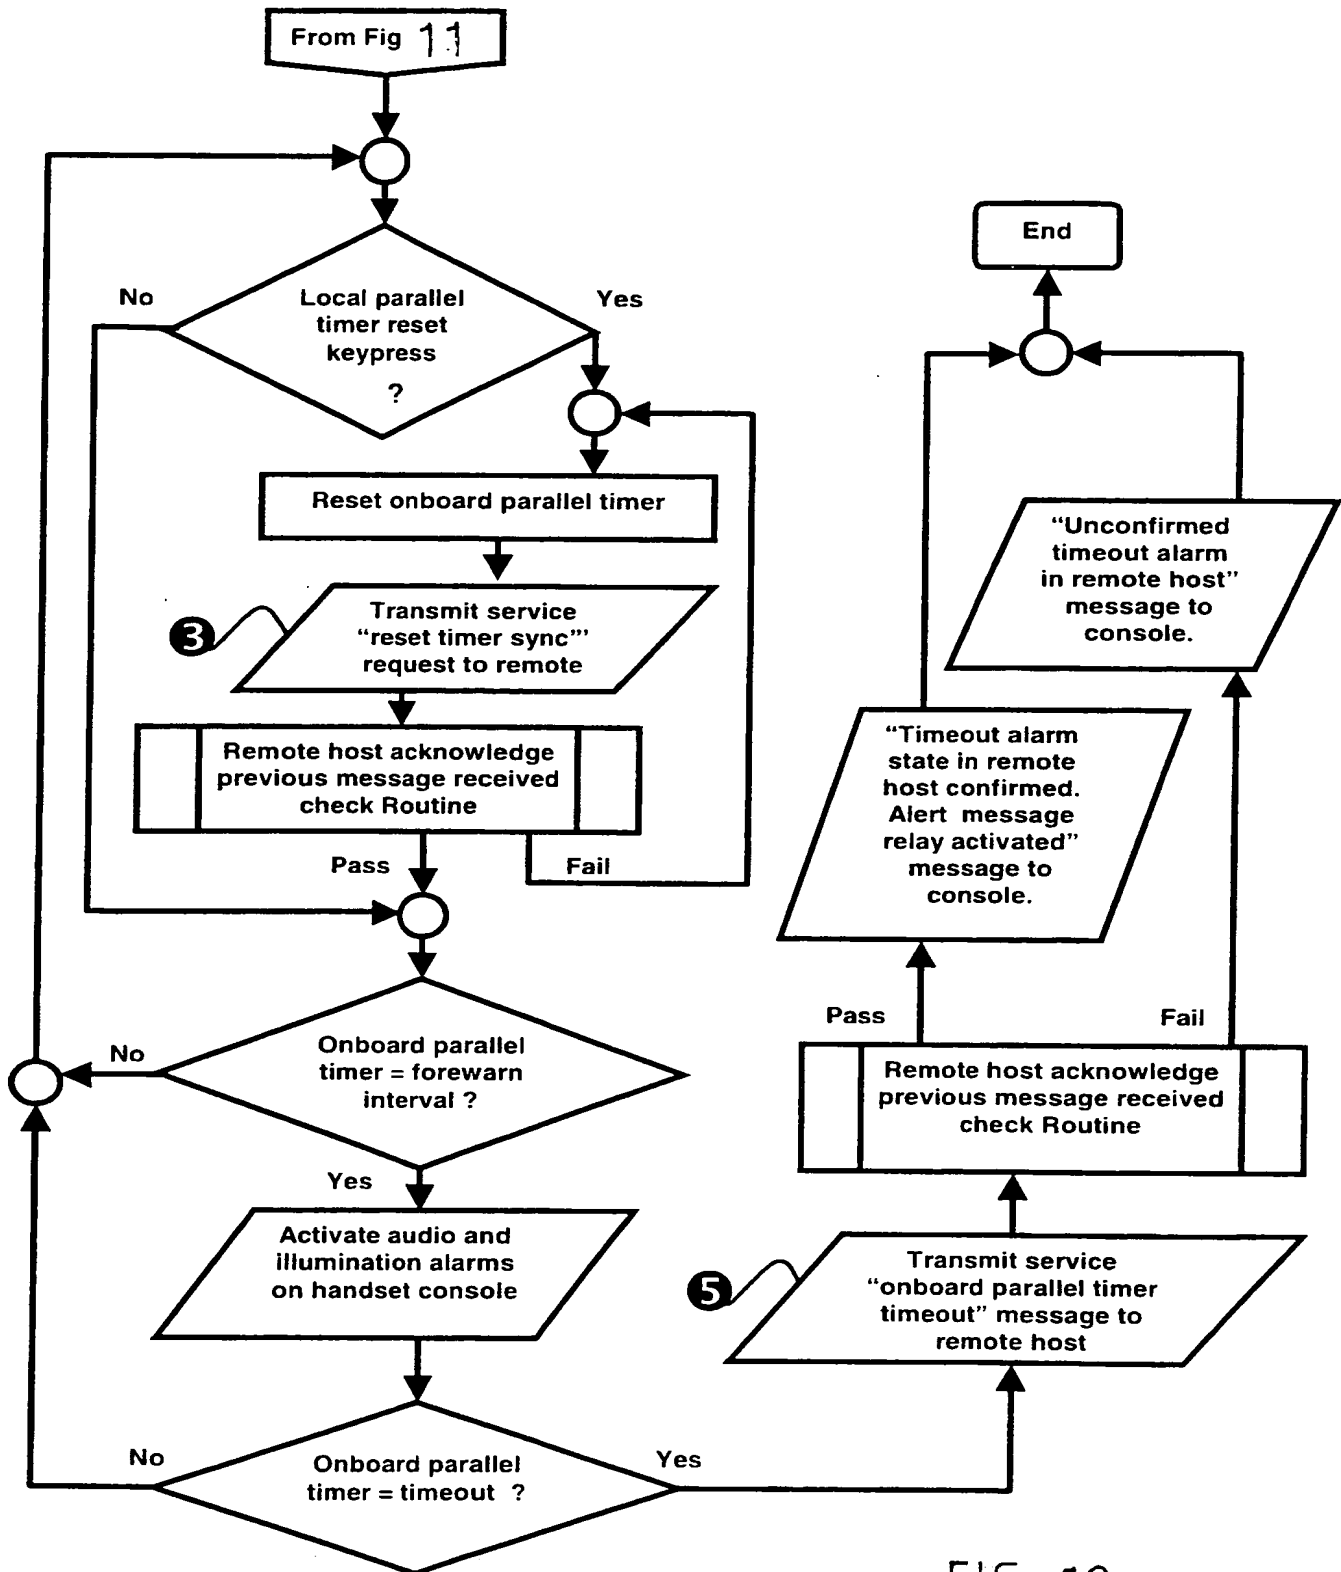 From Fig 11
No
Local parallel
timer reset
keypress
?
Yes
Reset onboard parallel timer
3
Transmit service
“reset timer sync”’
request to remote
Remote host acknowledge
previous message received
check Routine
Pass
Fail
No
Onboard parallel
timer = forewarn
interval ?
Yes
Activate audio and
illumination alarms
on handset console
No
Onboard parallel
timer = timeout ?
Yes
5
Transmit service
“onboard parallel timer
timeout” message to
remote host
Remote host acknowledge
previous message received
check Routine
Pass
Fail
“Timeout alarm
state in remote
host confirmed.
Alert message
relay activated”
message to
console.
“Unconfirmed
timeout alarm
in remote host”
message to
console.
End